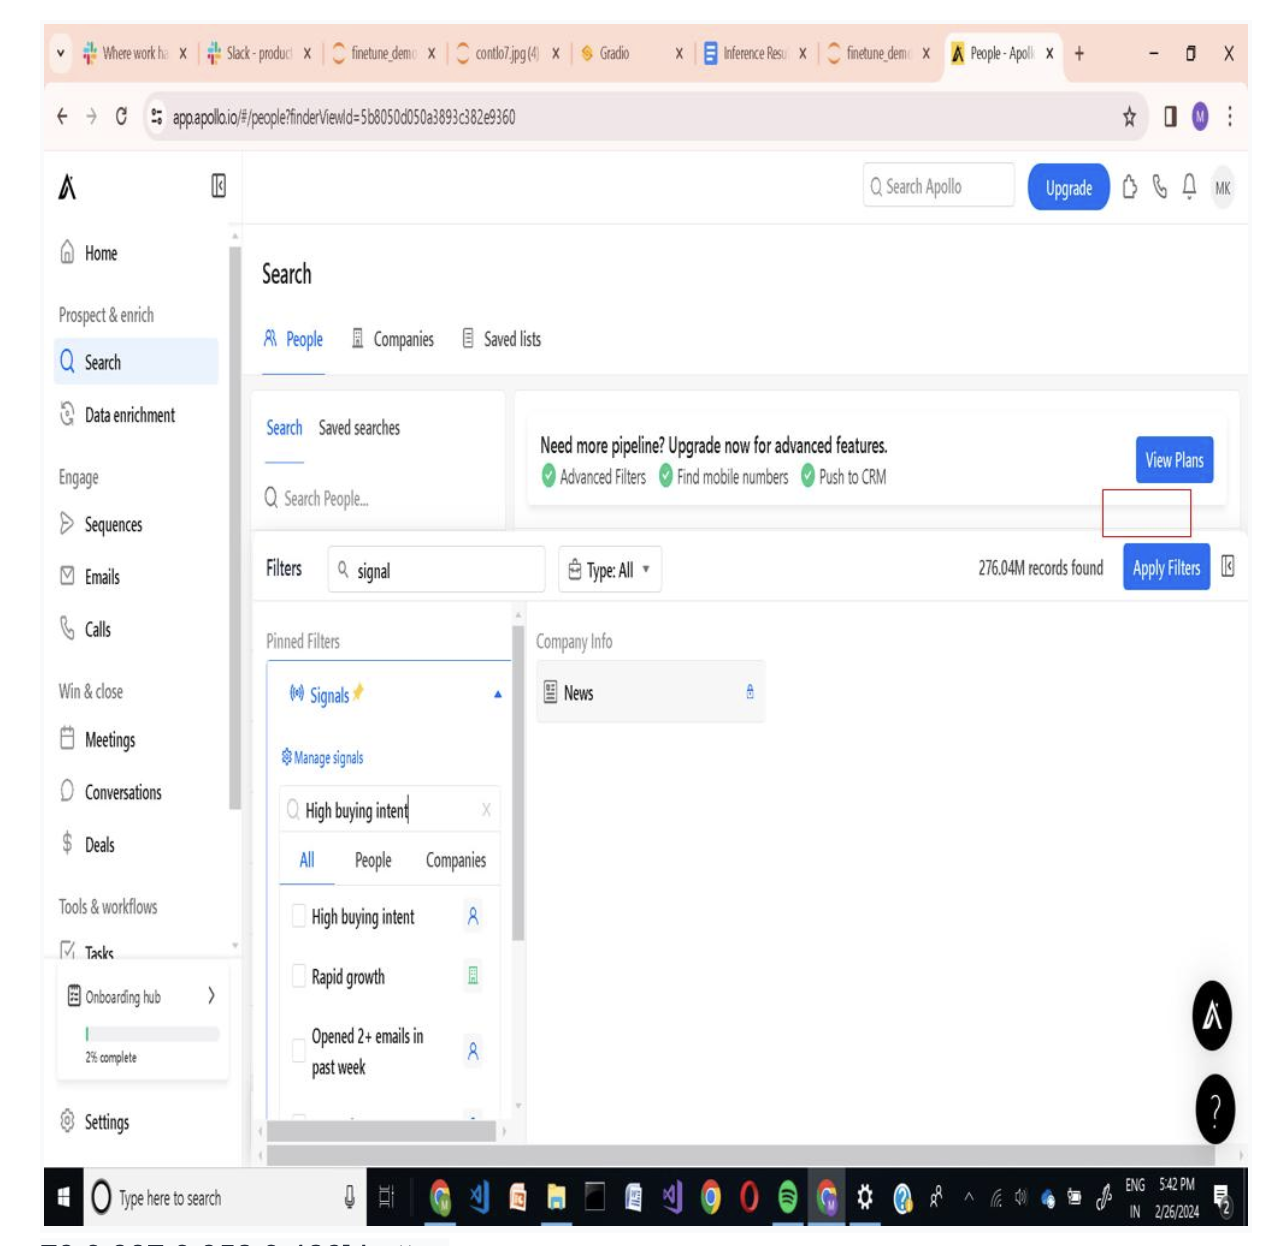 Where work ha X
Slack - product X
finetune_demo X
contlo7.jpg (4) X
Gradio X
Inference Resu X
finetune_demo X
People - Apoll X +
app.apollo.io/#/people?finderViewId=5b8050d050a3893c382e9360
M
Search Apollo
Upgrade
MK
Home
Prospect & enrich
Search
Data enrichment
Engage
Sequences
Emails
Calls
Win & close
Meetings
Conversations
Deals
Tools & workflows
Tasks
Onboarding hub
2% complete
Settings
Search
People Companies Saved lists
Search Saved searches
Search People...
Need more pipeline? Upgrade now for advanced features.
Advanced Filters Find mobile numbers Push to CRM
View Plans
Filters signal Type: All 276.04M records found Apply Filters
Pinned Filters
Signals
Manage signals
High buying intent X
All People Companies
High buying intent
Rapid growth
Opened 2+ emails in
past week
Company Info
News
?
Type here to search
ENG 5:42 PM
IN 2/26/2024
2